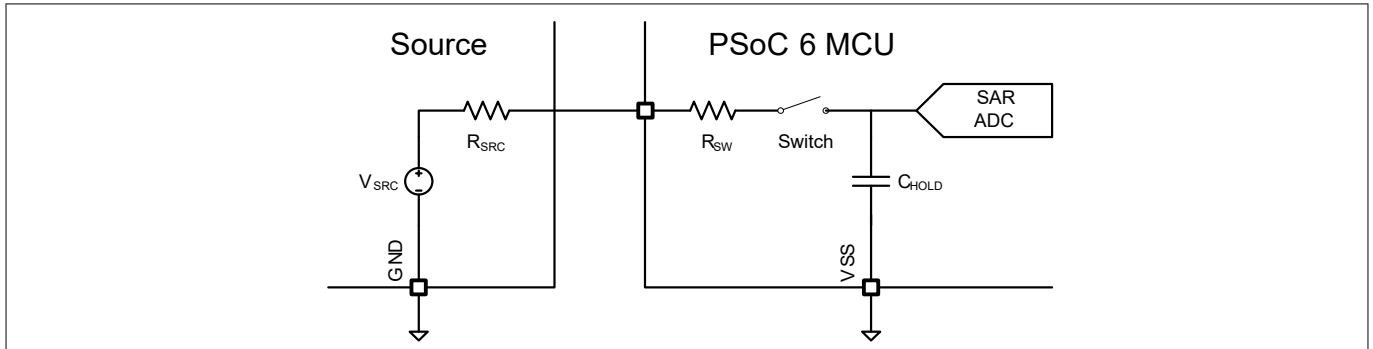 Source
PSoC 6 MCU
SAR
ADC
RSRC
RSW
Switch
VSRC
+
-
CHOLD
GND
VSS